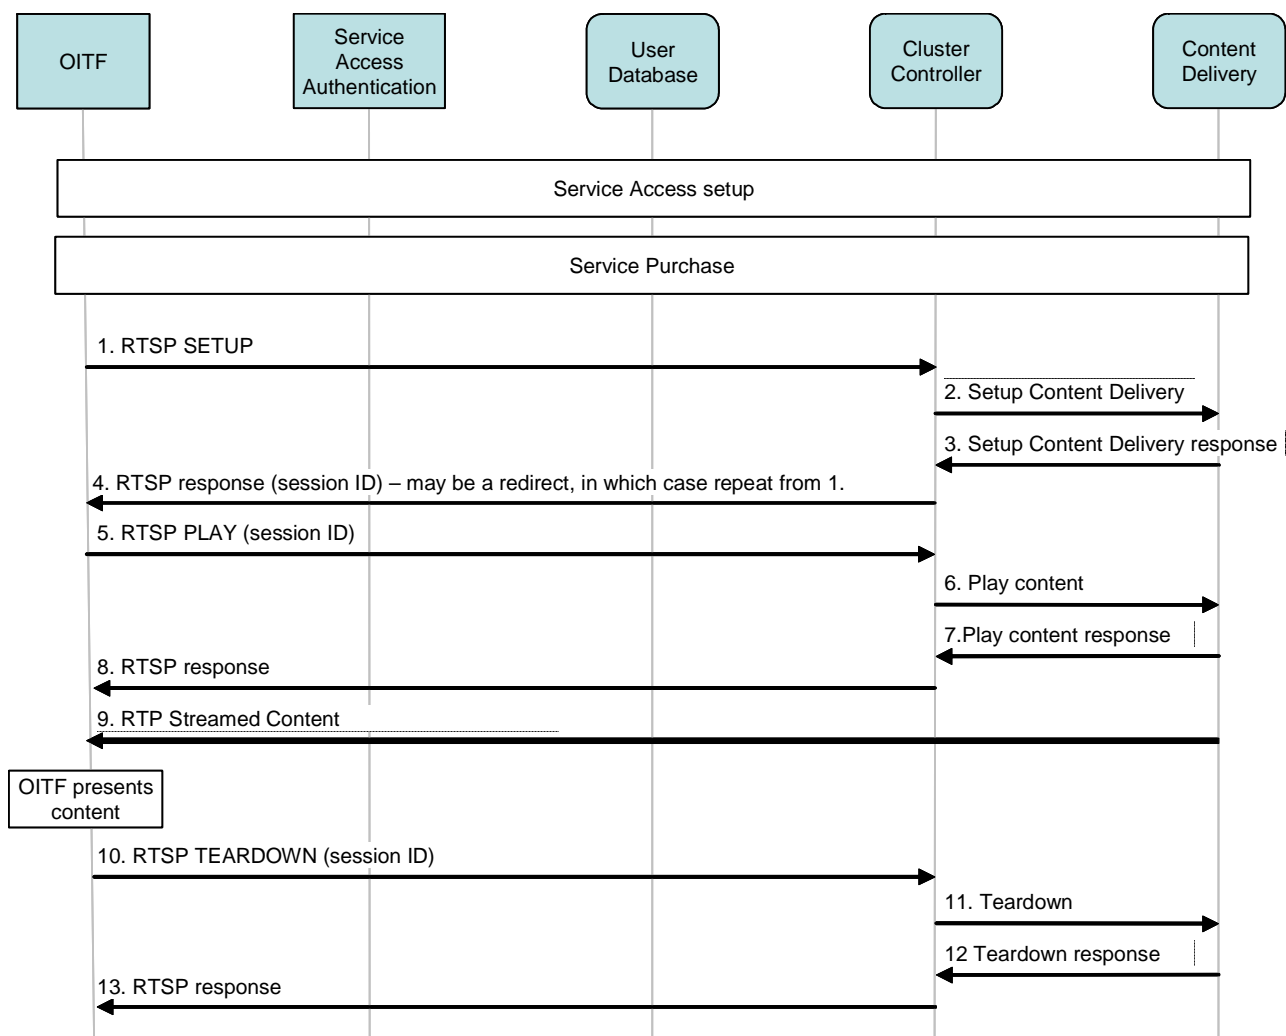 OITF
Service
Access
Authentication
User
Database
Cluster
Controller
Content
Delivery
Service Access setup
Service Purchase
1. RTSP SETUP
2. Setup Content Delivery
3. Setup Content Delivery response
4. RTSP response (session ID) – may be a redirect, in which case repeat from 1.
5. RTSP PLAY (session ID)
6. Play content
7.Play content response
8. RTSP response
9. RTP Streamed Content
OITF presents
content
10. RTSP TEARDOWN (session ID)
11. Teardown
12 Teardown response
13. RTSP response